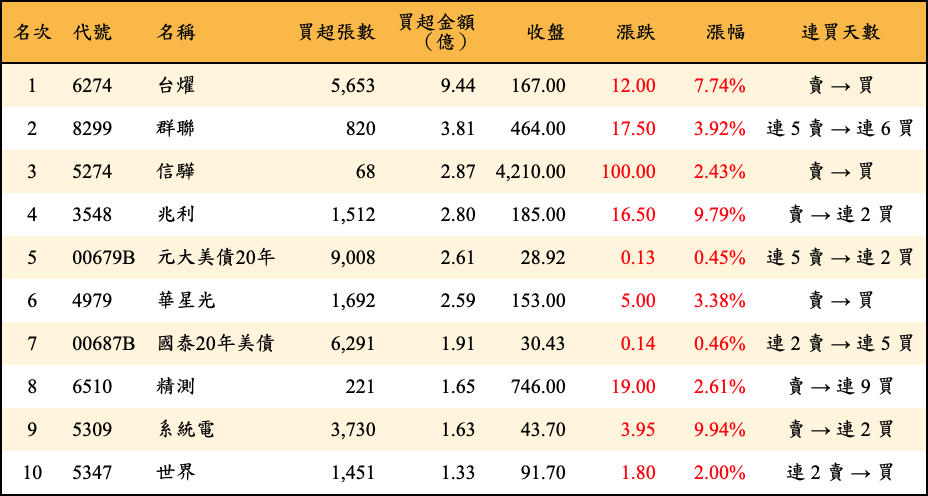 名次 代號 名稱 買超張數 買超金額（億） 收盤 漲跌 漲幅 連買天數
1 6274 台燿 5,653 9.44 167.00 12.00 7.74% 賣 → 買
2 8299 群聯 820 3.81 464.00 17.50 3.92% 連 5 賣 → 連 6 買
3 5274 信驊 68 2.87 4,210.00 100.00 2.43% 賣 → 買
4 3548 兆利 1,512 2.80 185.00 16.50 9.79% 賣 → 連 2 買
5 00679B 元大美債20年 9,008 2.61 28.92 0.13 0.45% 連 5 賣 → 連 2 買
6 4979 華星光 1,692 2.59 153.00 5.00 3.38% 賣 → 買
7 00687B 國泰20年美債 6,291 1.91 30.43 0.14 0.46% 連 2 賣 → 連 5 買
8 6510 精測 221 1.65 746.00 19.00 2.61% 賣 → 連 9 買
9 5309 系統電 3,730 1.63 43.70 3.95 9.94% 賣 → 連 2 買
10 5347 世界 1,451 1.33 91.70 1.80 2.00% 連 2 賣 → 買